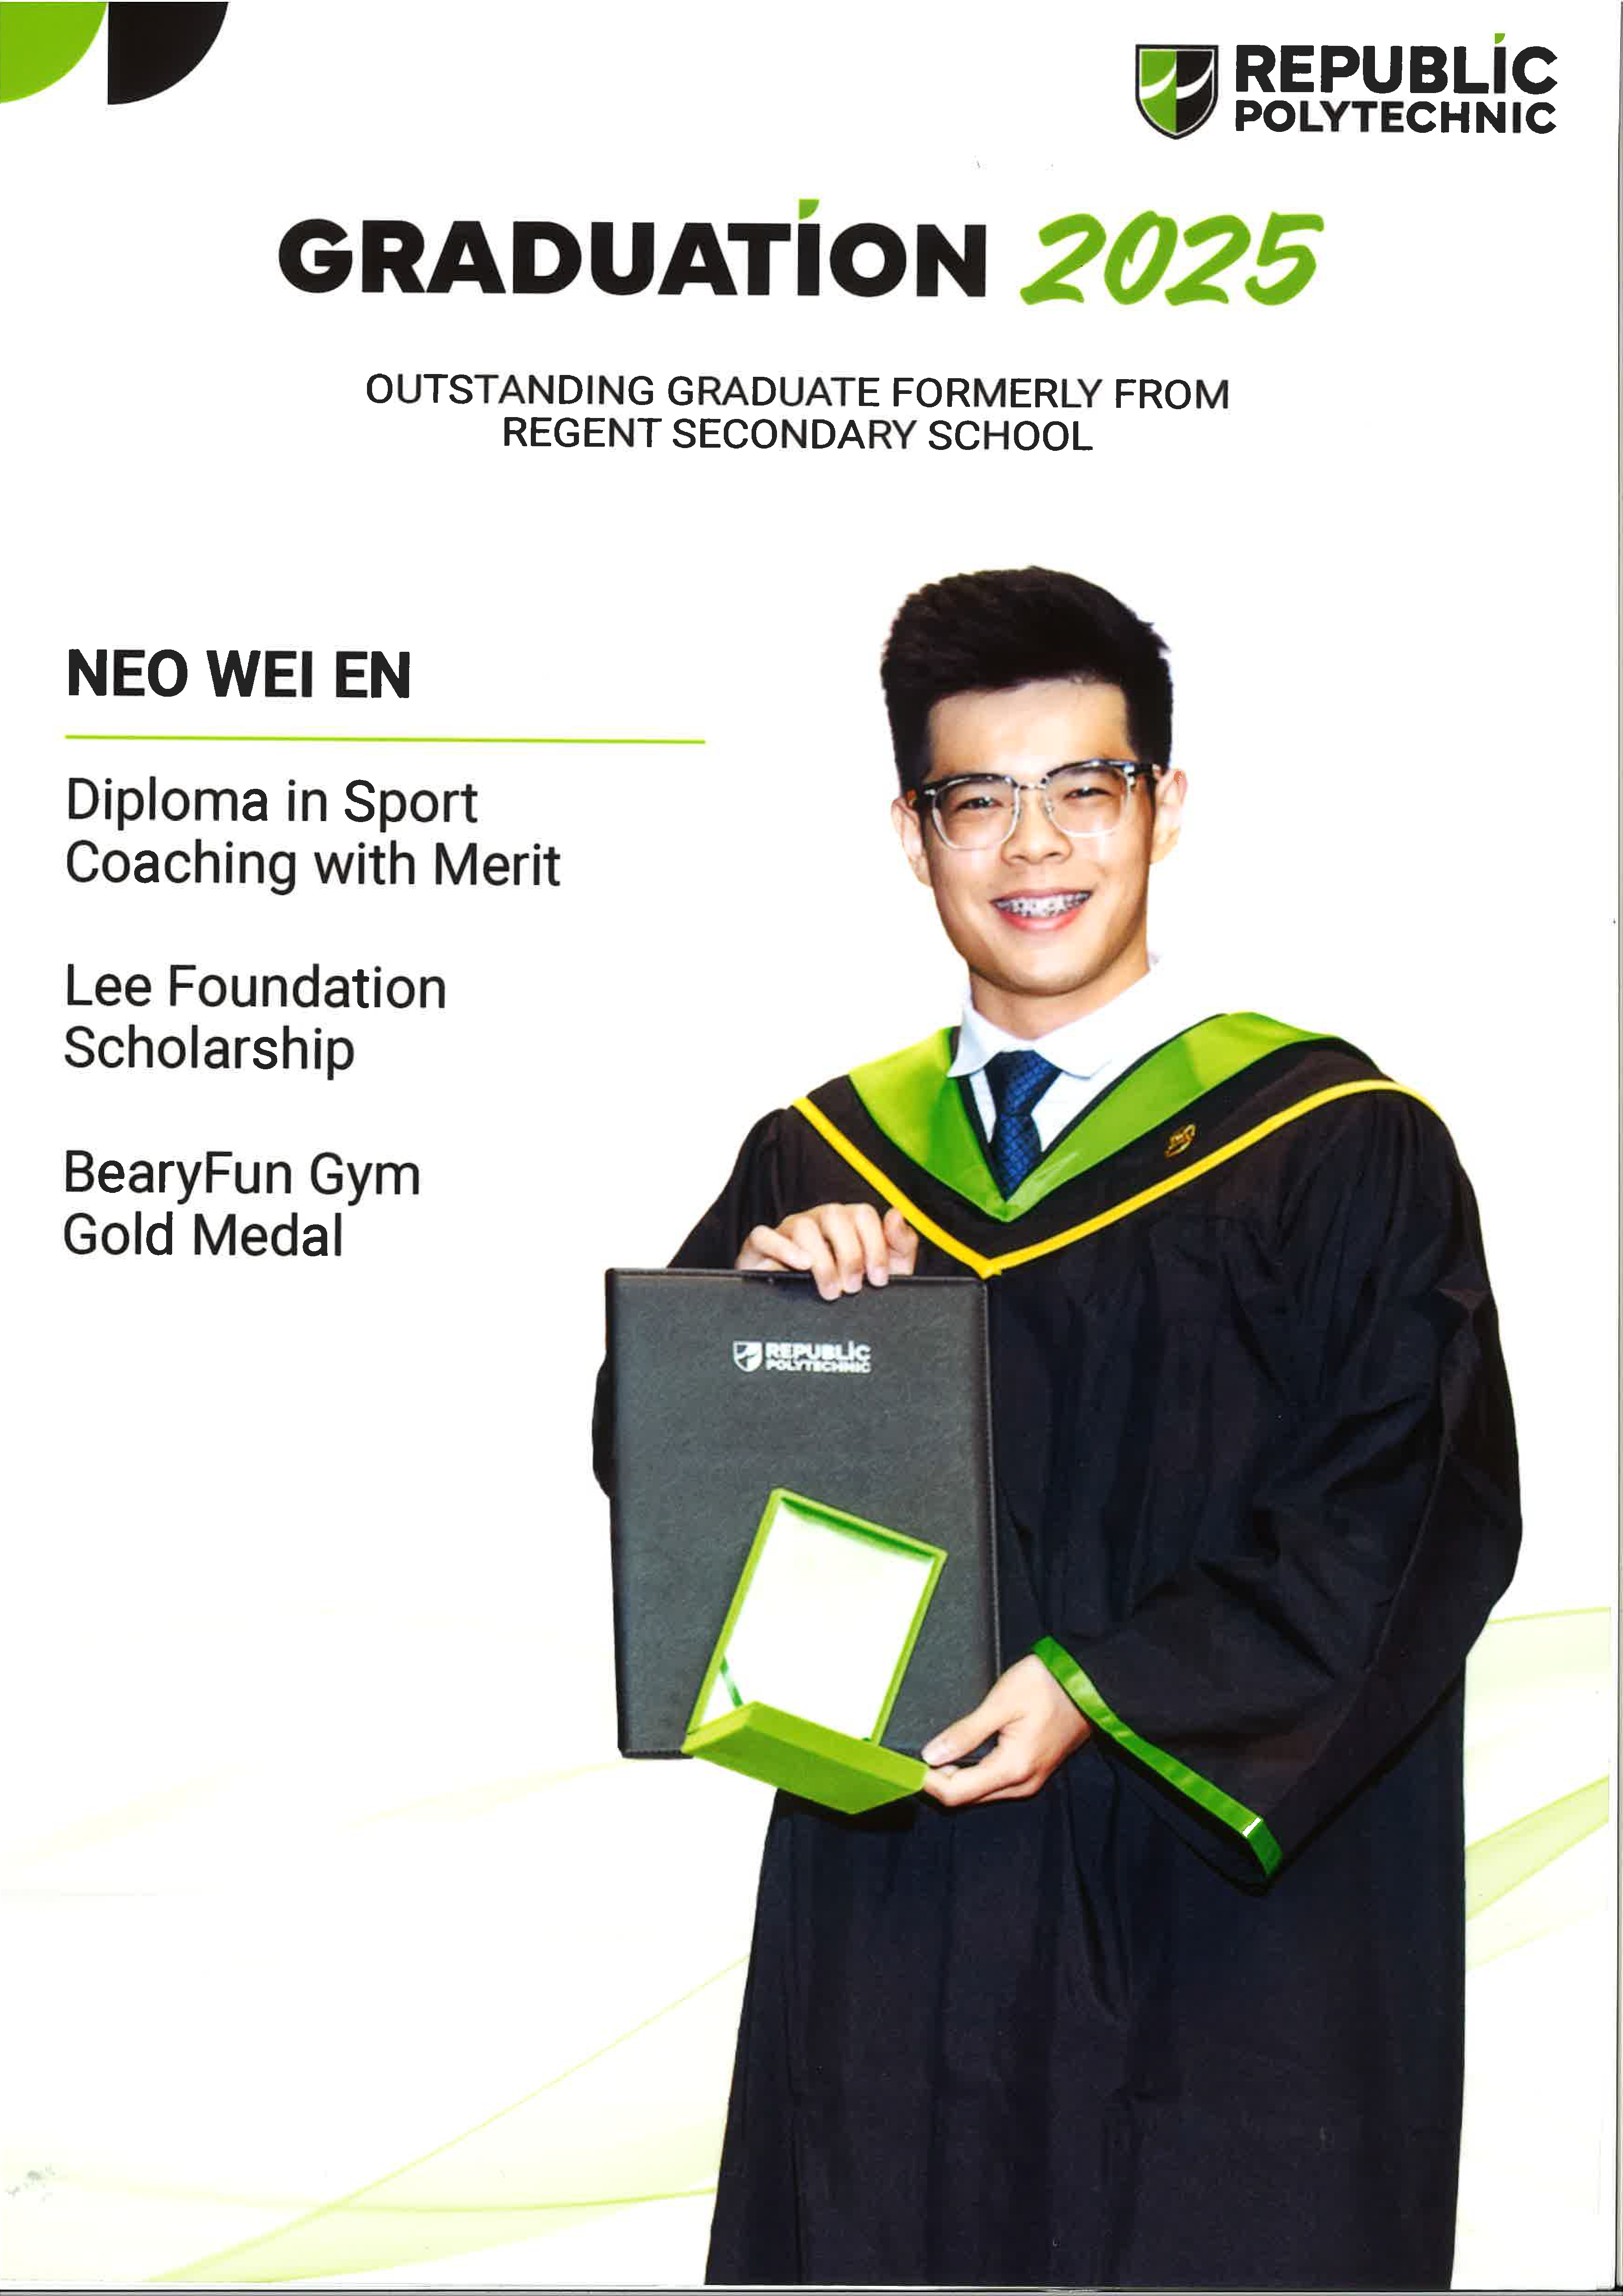 REPUBLIC
POLYTECHNIC
GRADUATION 2025
OUTSTANDING GRADUATE FORMERLY FROM
REGENT SECONDARY SCHOOL
NEO WEI EN
Diploma in Sport
Coaching with Merit
Lee Foundation
Scholarship
BearyFun Gym
Gold Medal
REPUBLIC
POLYTECHNIC